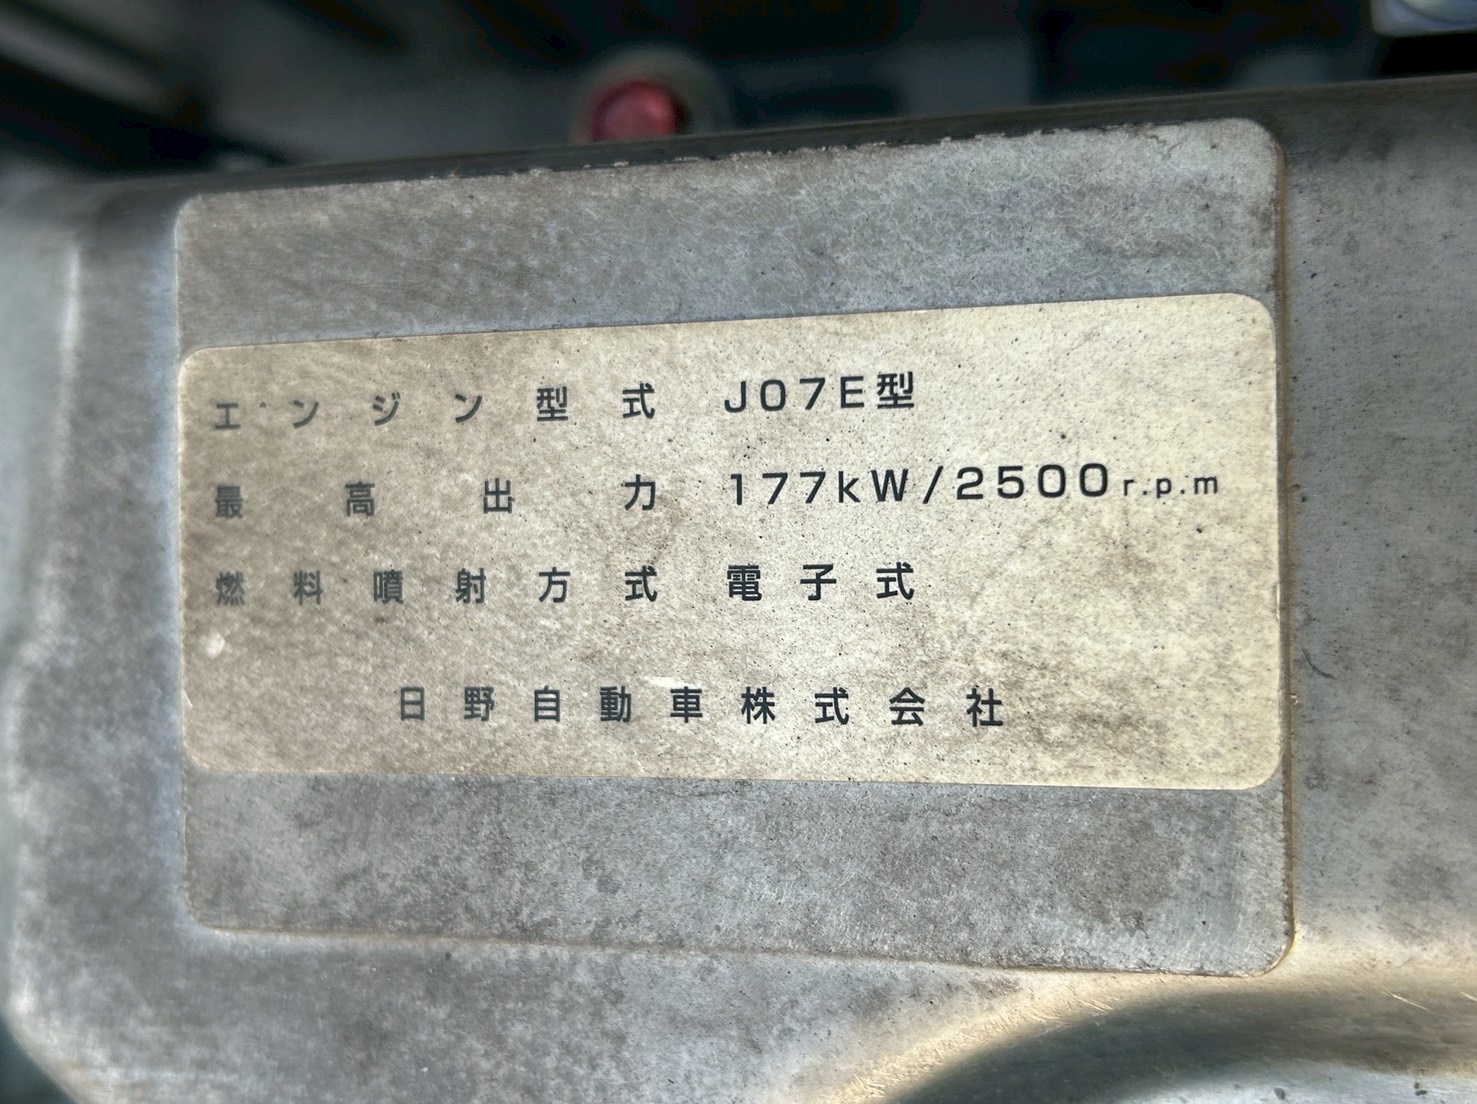 エンジン型式 J07E型
最高出力 177kW/2500r.p.m
燃料噴射方式 電子式
日野自動車株式会社